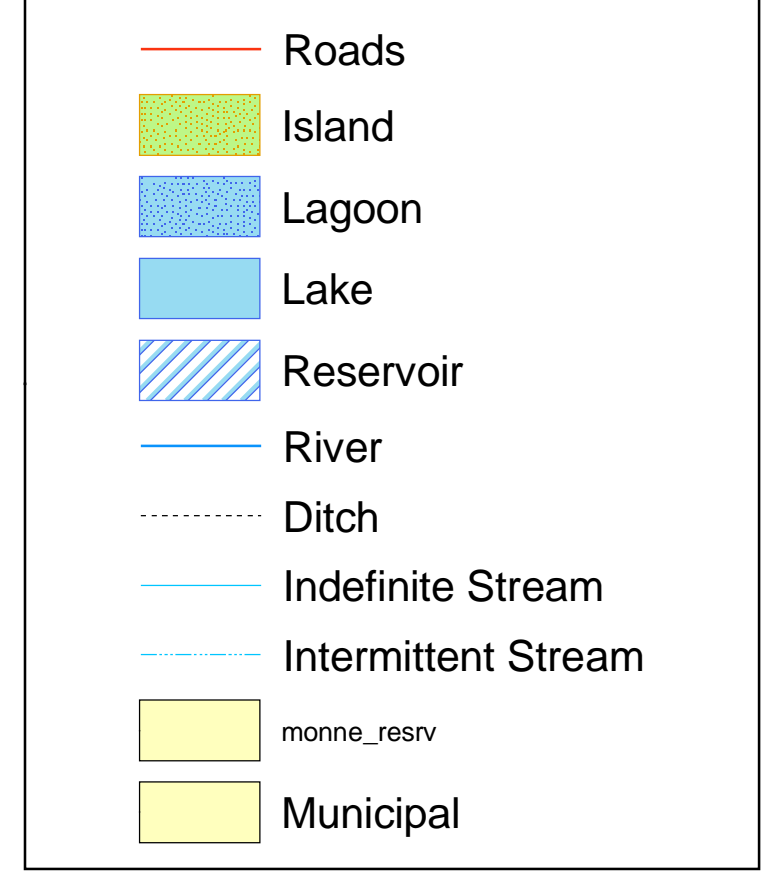 Roads
Island
Lagoon
Lake
Reservoir
River
Ditch
Indefinite Stream
Intermittent Stream
monne_resrv
Municipal